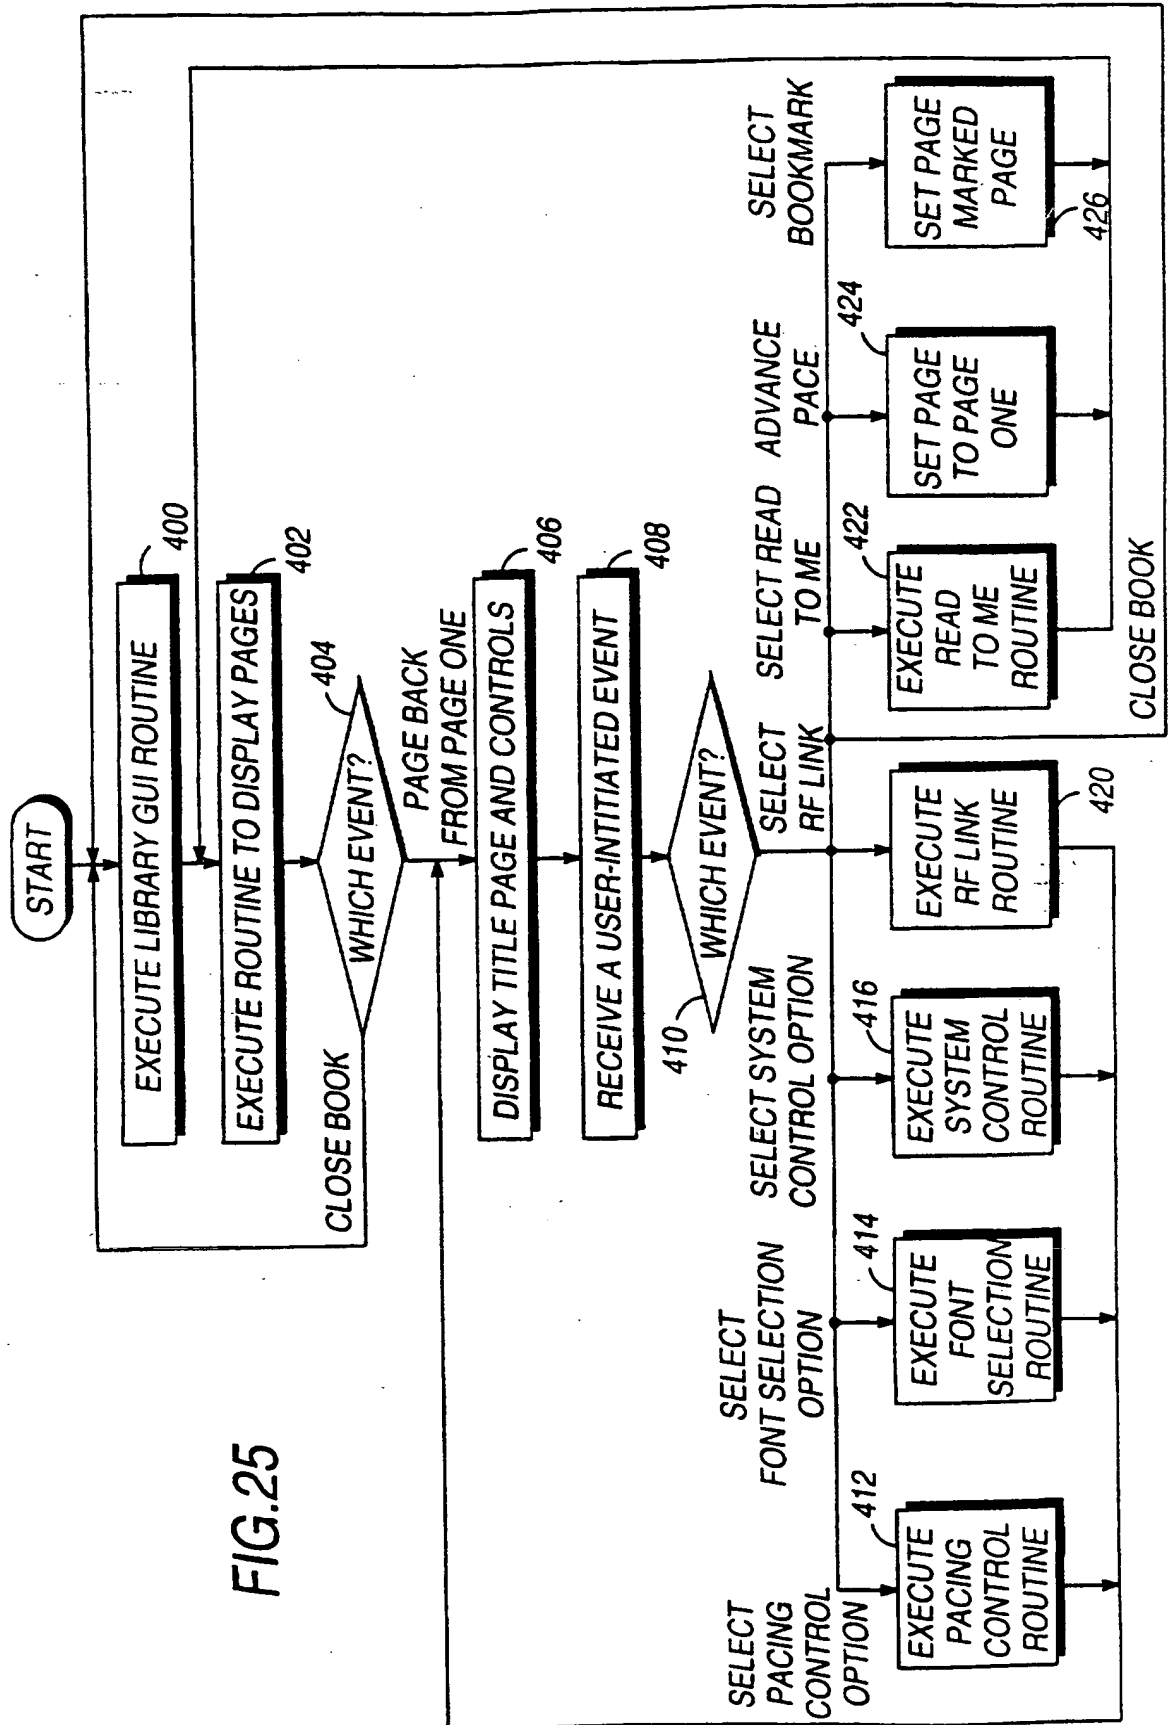 START
EXECUTE LIBRARY GUI ROUTINE
400
EXECUTE ROUTINE TO DISPLAY PAGES
402
WHICH EVENT?
404
CLOSE BOOK
PAGE BACK
FROM PAGE ONE
DISPLAY TITLE PAGE AND CONTROLS
406
RECEIVE A USER-INTITIATED EVENT
408
WHICH EVENT?
410
SELECT
PACING
CONTROL
OPTION
SELECT
FONT SELECTION
OPTION
SELECT SYSTEM
CONTROL OPTION
SELECT
RF LINK
SELECT READ
TO ME
ADVANCE
PACE
SELECT
BOOKMARK
EXECUTE
PACING
CONTROL
ROUTINE
412
EXECUTE
FONT
SELECTION
ROUTINE
414
EXECUTE
SYSTEM
CONTROL
ROUTINE
416
EXECUTE
RF LINK
ROUTINE
420
EXECUTE
READ
TO ME
ROUTINE
422
SET PAGE
TO PAGE
ONE
424
SET PAGE
MARKED
PAGE
426
CLOSE BOOK
FIG.25